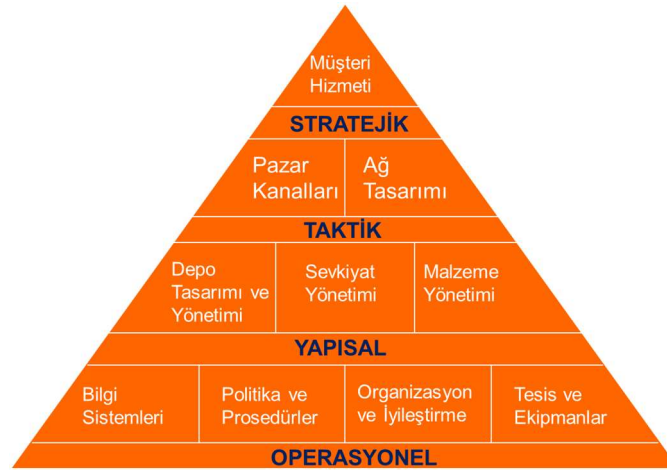 Müşteri
Hizmeti
STRATEJİK
Pazar
Kanalları
Ağ
Tasarımı
TAKTİK
Depo
Tasarımı ve
Yönetimi
Sevkiyat
Yönetimi
Malzeme
Yönetimi
YAPISAL
Bilgi
Sistemleri
Politika ve
Prosedürler
Organizasyon
ve İyileştirme
Tesis ve
Ekipmanlar
OPERASYONEL